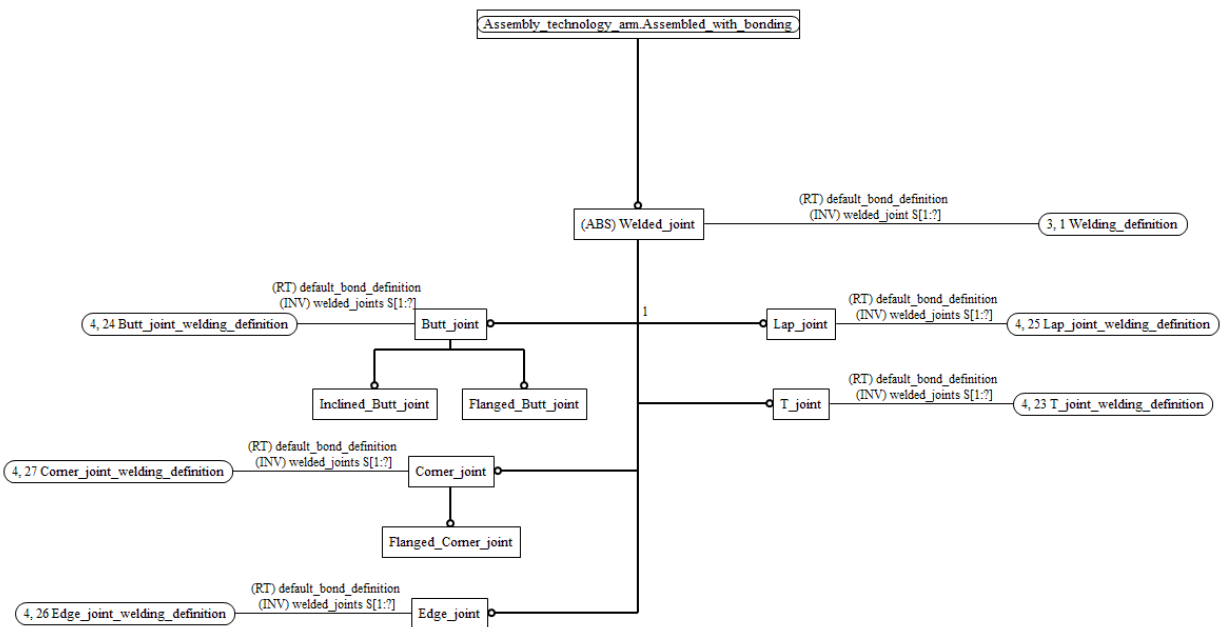 Assembly_technology_arm.Assembled_with_bonding
(RT) default_bond_definition
(INV) welded_joint S[1:?]
(ABS) Welded_joint
3, 1 Welding_definition
(RT) default_bond_definition
(INV) welded_joints S[1:?]
4, 24 Butt_joint_welding_definition
Butt_joint
1
Lap_joint
(RT) default_bond_definition
(INV) welded_joints S[1:?]
4, 25 Lap_joint_welding_definition
Inclined_Butt_joint
Flanged_Butt_joint
T_joint
(RT) default_bond_definition
(INV) welded_joints S[1:?]
4, 23 T_joint_welding_definition
(RT) default_bond_definition
(INV) welded_joints S[1:?]
4, 27 Corner_joint_welding_definition
Corner_joint
Flanged_Corner_joint
(RT) default_bond_definition
(INV) welded_joints S[1:?]
4, 26 Edge_joint_welding_definition
Edge_joint